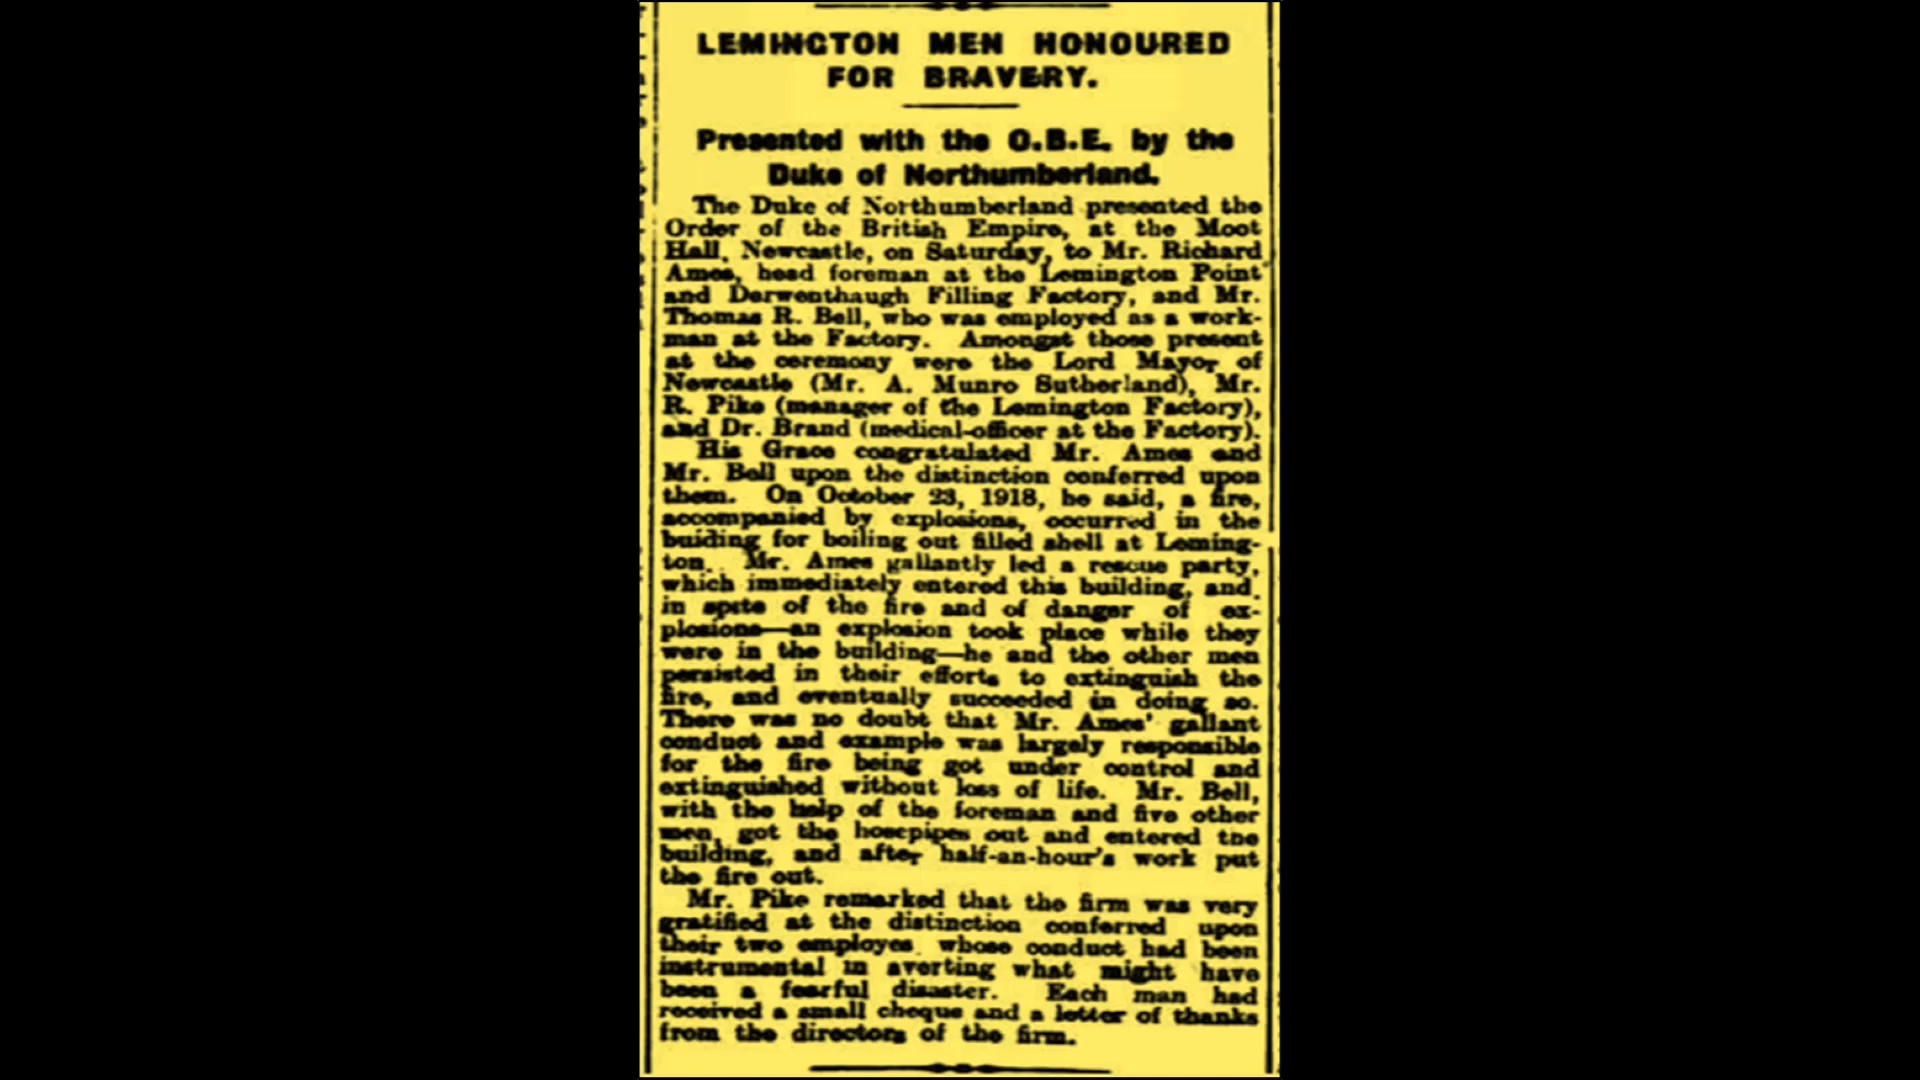 LEMINGTON MEN HONOURED
FOR BRAVERY.
Presented with the O.B.E. by the
Duke of Northumberland.
The Duke of Northumberland presented the
Order of the British Empire, at the Moot
Hall, Newcastle, on Saturday, to Mr. Richard
Ames, head foreman at the Lemington Point
and Derwenthaugh Filling Factory, and Mr.
Thomas R. Bell, who was employed as a work-
man at the Factory. Amongst those present
at the ceremony were the Lord Mayor of
Newcastle (Mr. A. Munro Sutherland), Mr.
R. Pike (manager of the Lemington Factory),
and Dr. Brand (medical-officer at the Factory).
His Grace congratulated Mr. Ames and
Mr. Bell upon the distinction conferred upon
them. On October 23, 1918, he said, a fire,
accompanied by explosions, occurred in the
buiding for boiling out filled shell at Leming-
ton. Mr. Ames gallantly led a rescue party,
which immediately entered this building, and,
in spite of the fire and of danger of ex-
plosions—an explosion took place while they
were in the building—he and the other men
persisted in their efforts to extinguish the
fire, and eventually succeeded in doing so.
There was no doubt that Mr. Ames' gallant
conduct and example was largely responsible
for the fire being got under control and
extinguished without loss of life. Mr. Bell,
with the help of the foreman and five other
men, got the hosepipes out and entered the
building, and after half-an-hour's work put
the fire out.
Mr. Pike remarked that the firm was very
gratified at the distinction conferred upon
their two employes whose conduct had been
instrumental in averting what might have
been a fearful disaster. Each man had
received a small cheque and a letter of thanks
from the directors of the firm.